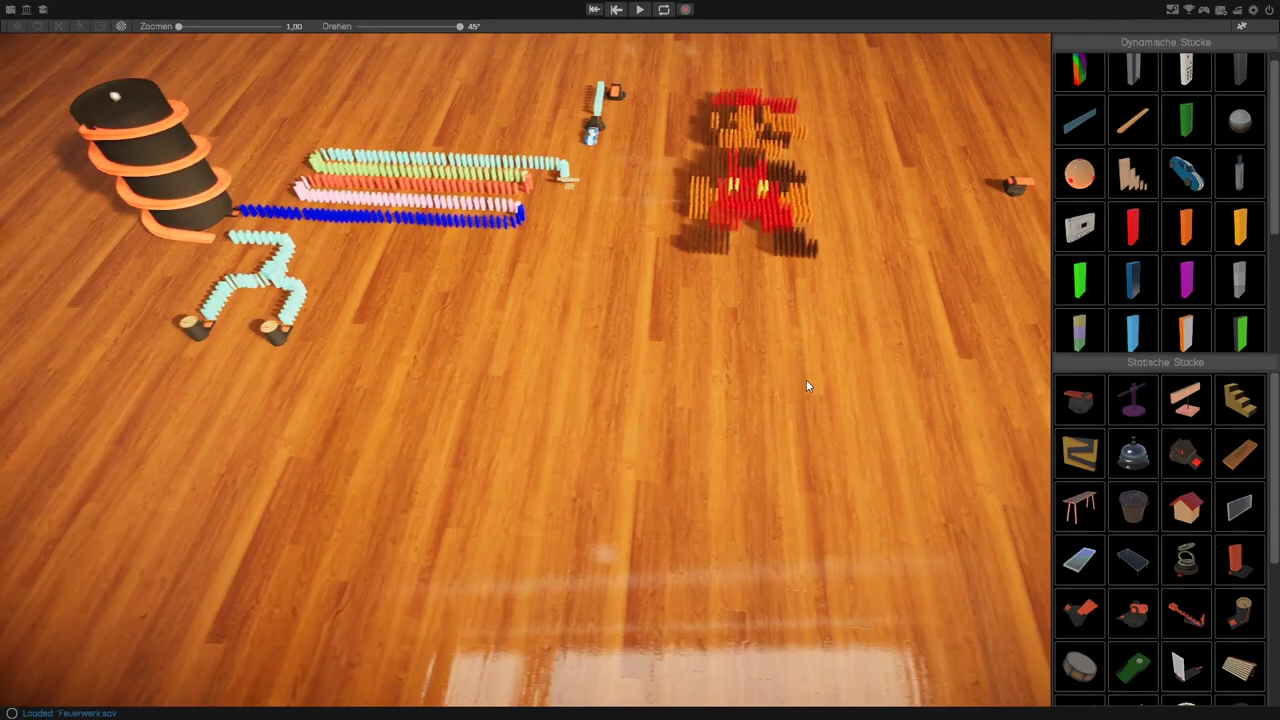 Zoomen 1,00 Drehen 45°
Dynamische Stücke
Statische Stücke
Loaded 'Feuerwerk.sav